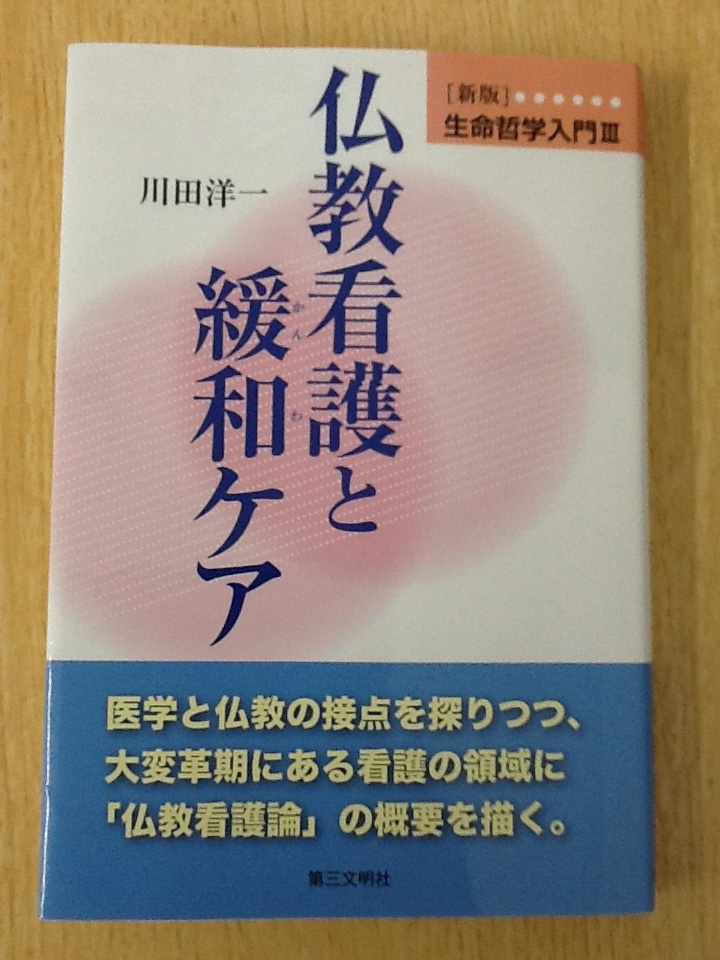 [新版]●●●●●●
生命哲学入門Ⅲ
仏教看護と
緩和ケア
かん
わ
川田洋一
医学と仏教の接点を探りつつ、
大変革期にある看護の領域に
「仏教看護論」の概要を描く。
第三文明社